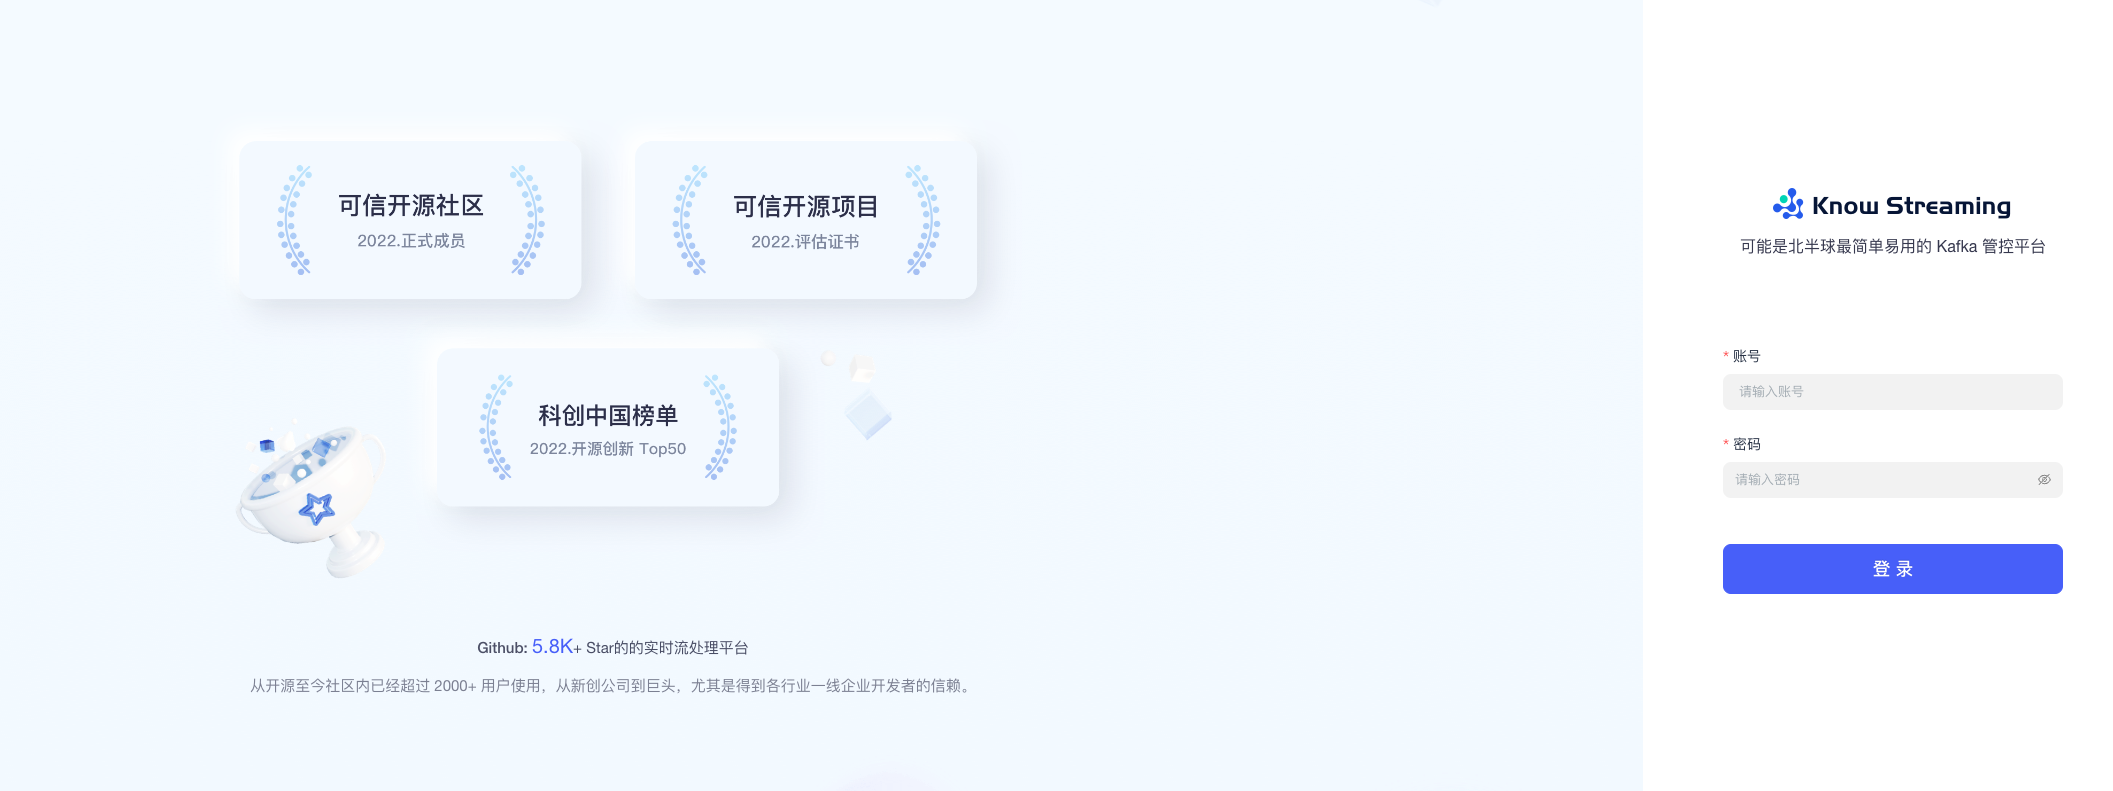 可信开源社区
2022.正式成员
可信开源项目
2022.评估证书
科创中国榜单
2022.开源创新 Top50
Github: 5.8K+ Star的的实时流处理平台
从开源至今社区内已经超过 2000+ 用户使用，从新创公司到巨头，尤其是得到各行业一线企业开发者的信赖。
Know Streaming
可能是北半球最简单易用的 Kafka 管控平台
* 账号
请输入账号
* 密码
请输入密码
登 录